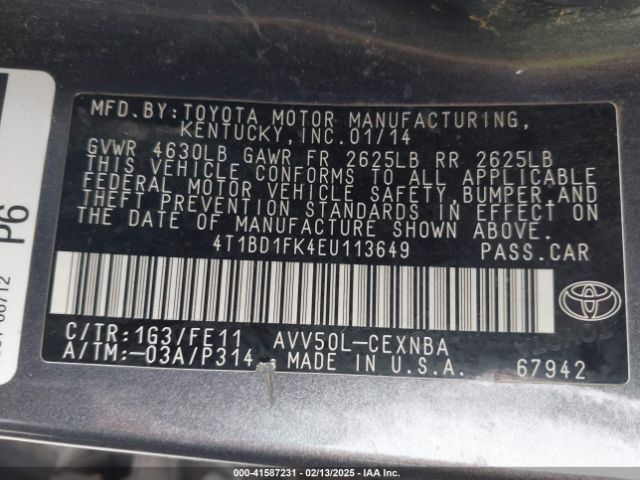 MFD.BY:TOYOTA MOTOR MANUFACTURING,
KENTUCKY,INC.01/14
GVWR 4630LB GAWR FR 2625LB RR 2625LB
THIS VEHICLE CONFORMS TO ALL APPLICABLE
FEDERAL MOTOR VEHICLE SAFETY,BUMPER,AND
THEFT PREVENTION STANDARDS IN EFFECT ON
THE DATE OF MANUFACTURE SHOWN ABOVE.
4T1BD1FK4EU113649 PASS.CAR
C/TR:1G3/FE11 AVV50L-CEXNBA
A/TM:-03A/P314 MADE IN U.S.A. 67942
P6
000-41587231 - 02/13/2025 - IAA Inc.